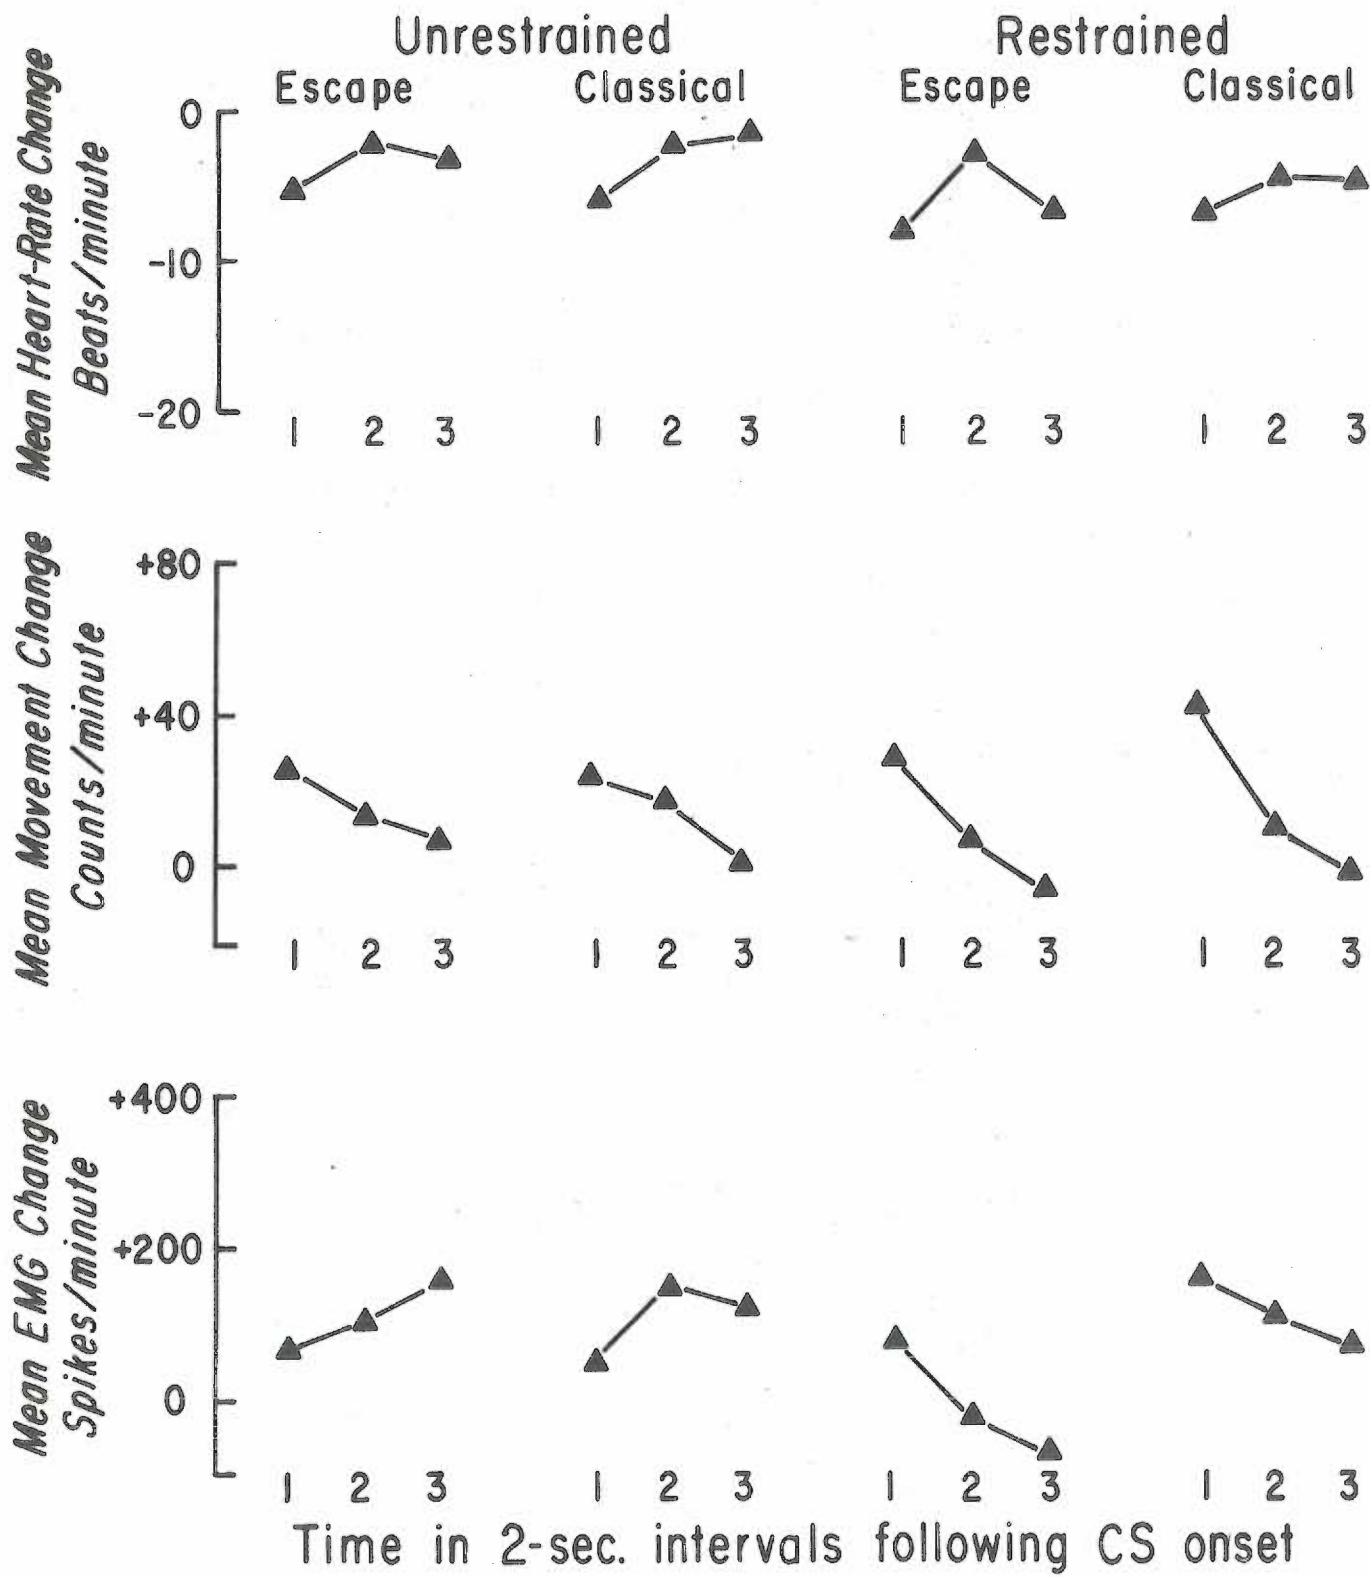 Unrestrained Restrained
Escape Classical Escape Classical
Mean Heart-Rate Change
Beats/minute
0
-10
-20
1 2 3 1 2 3 1 2 3 1 2 3
Mean Movement Change
Counts/minute
+80
+40
0
1 2 3 1 2 3 1 2 3 1 2 3
Mean EMG Change
Spikes/minute
+400
+200
0
1 2 3 1 2 3 1 2 3 1 2 3
Time in 2-sec. intervals following CS onset